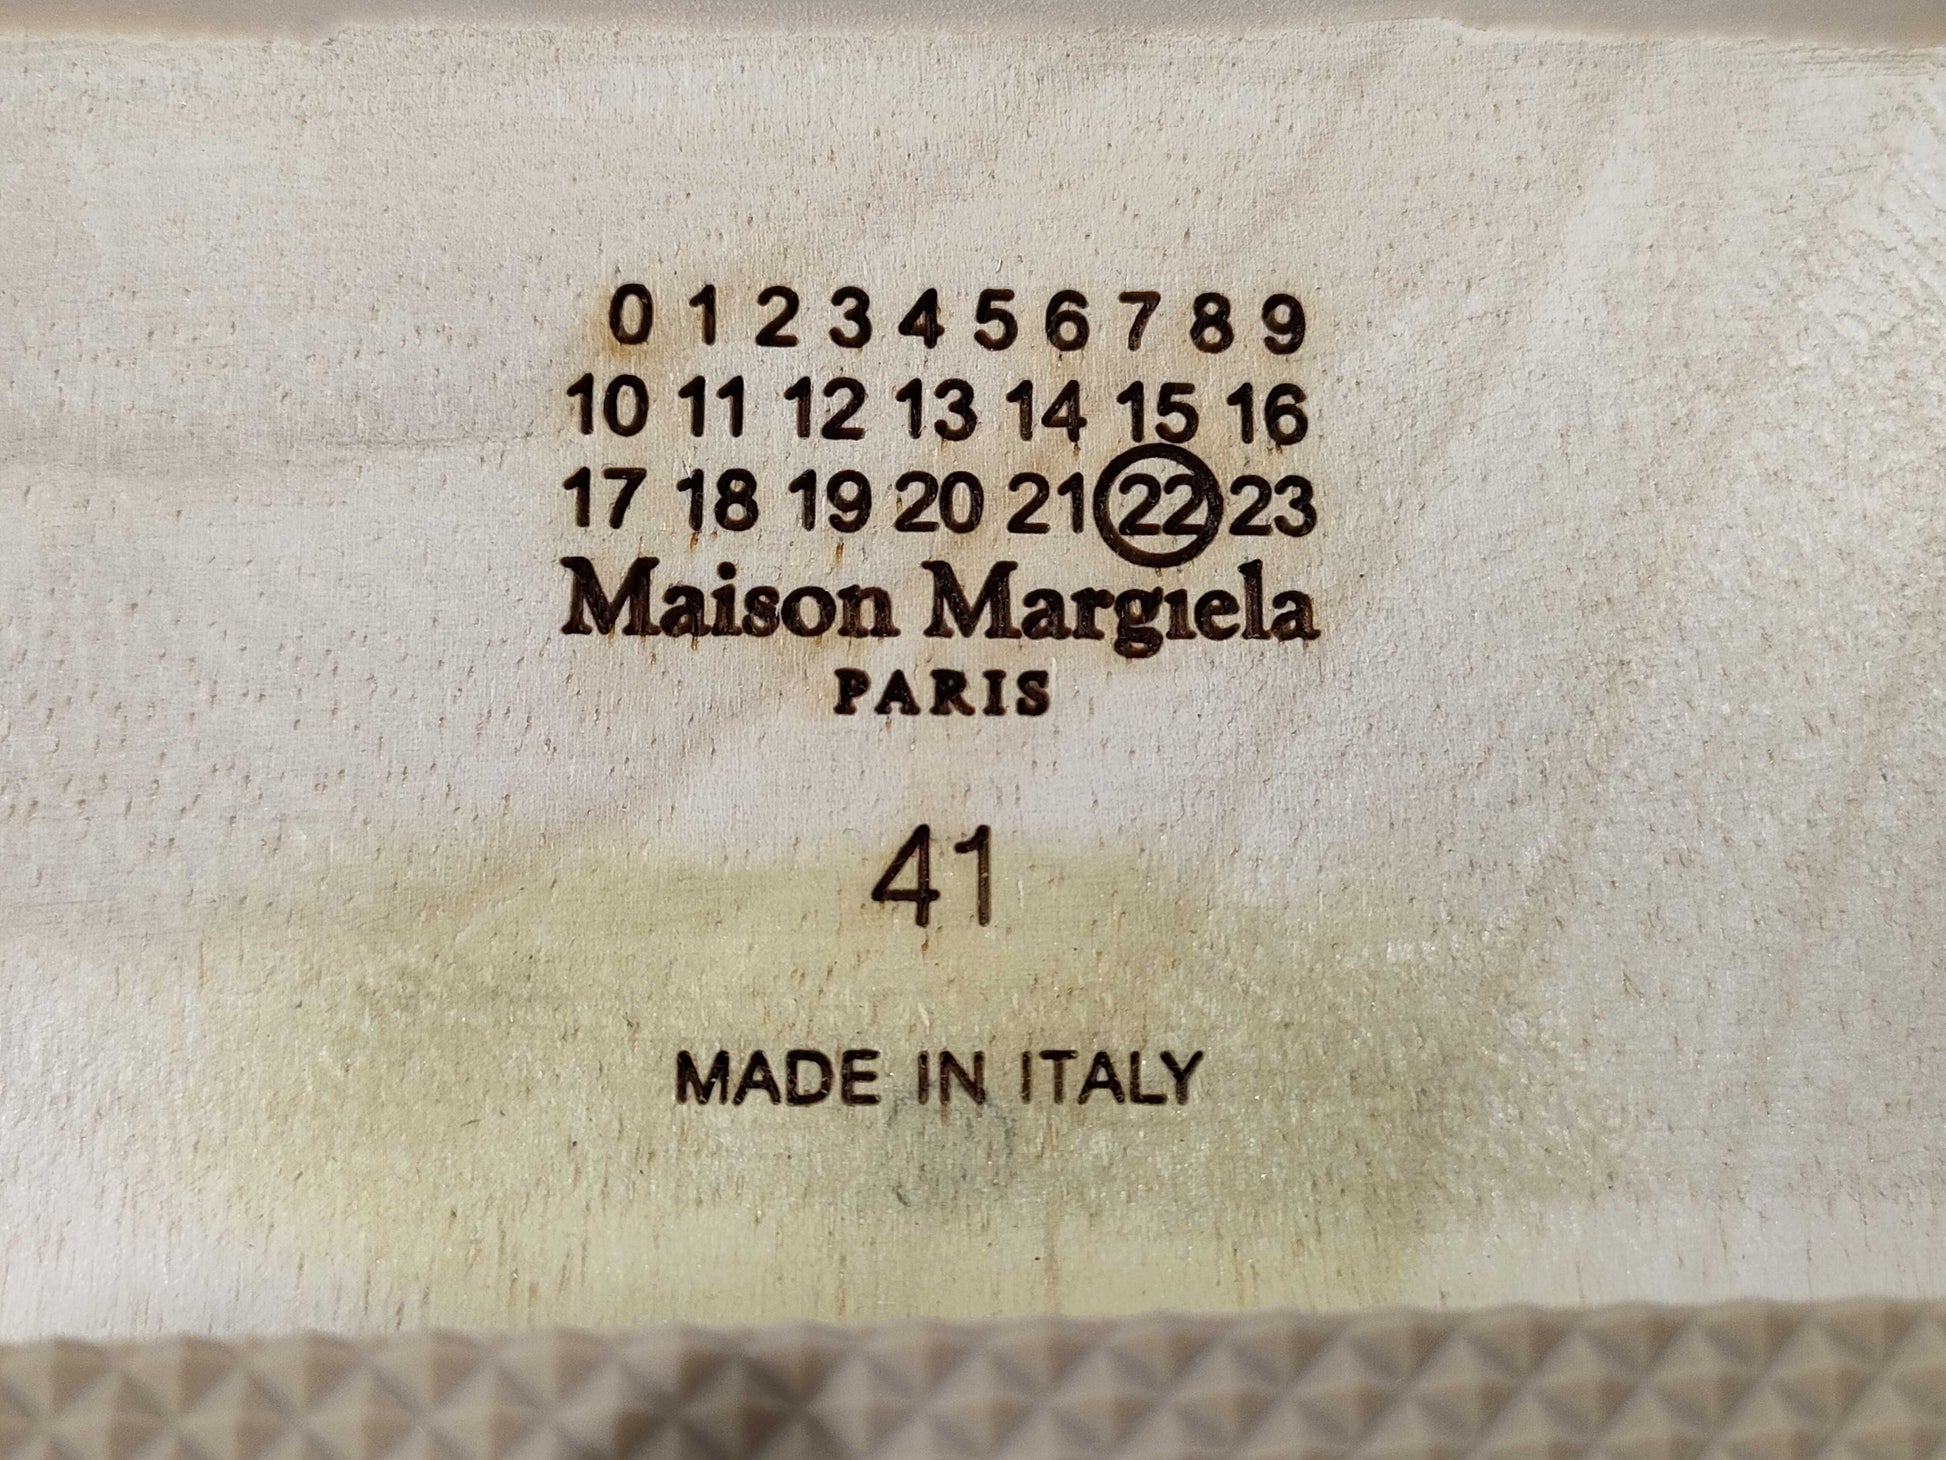 0 1 2 3 4 5 6 7 8 9
10 11 12 13 14 15 16
17 18 19 20 21 22 23
Maison Margiela
PARIS
41
MADE IN ITALY